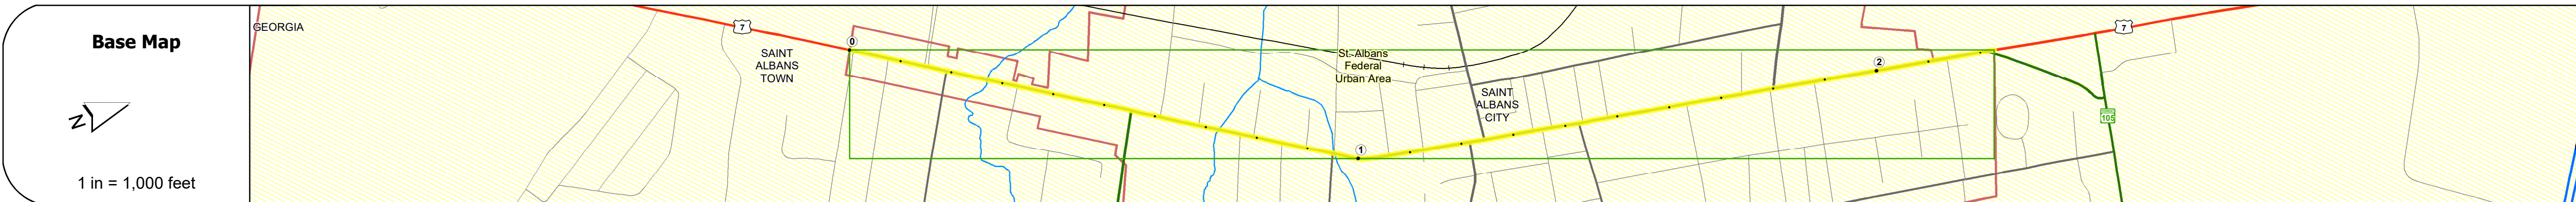 Base Map
N
1 in = 1,000 feet
GEORGIA
7
SAINT
ALBANS
TOWN
0
St. Albans
Federal
Urban Area
1
SAINT
ALBANS
CITY
2
7
105